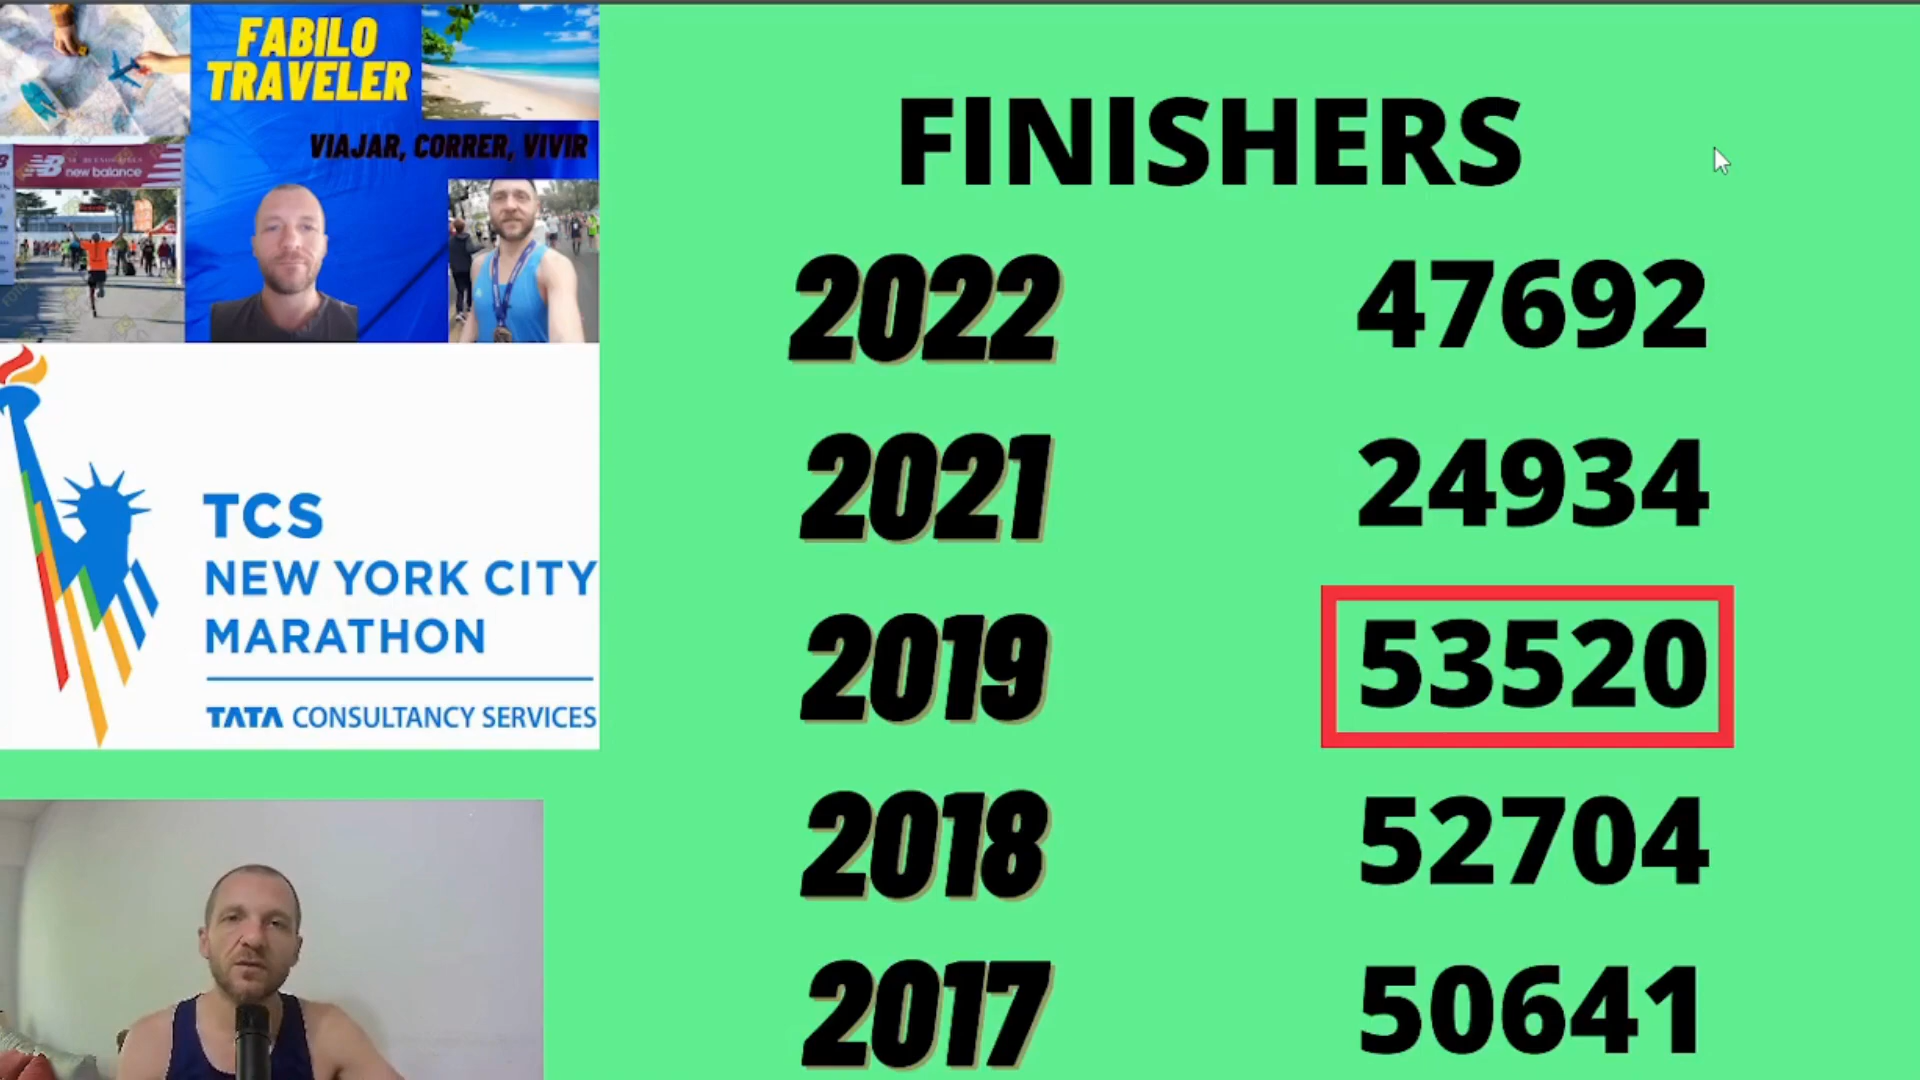 FABILO
TRAVELER
VIAJAR, CORRER, VIVIR
new balance
TCS
NEW YORK CITY
MARATHON
TATA CONSULTANCY SERVICES
FINISHERS
2022 47692
2021 24934
2019 53520
2018 52704
2017 50641